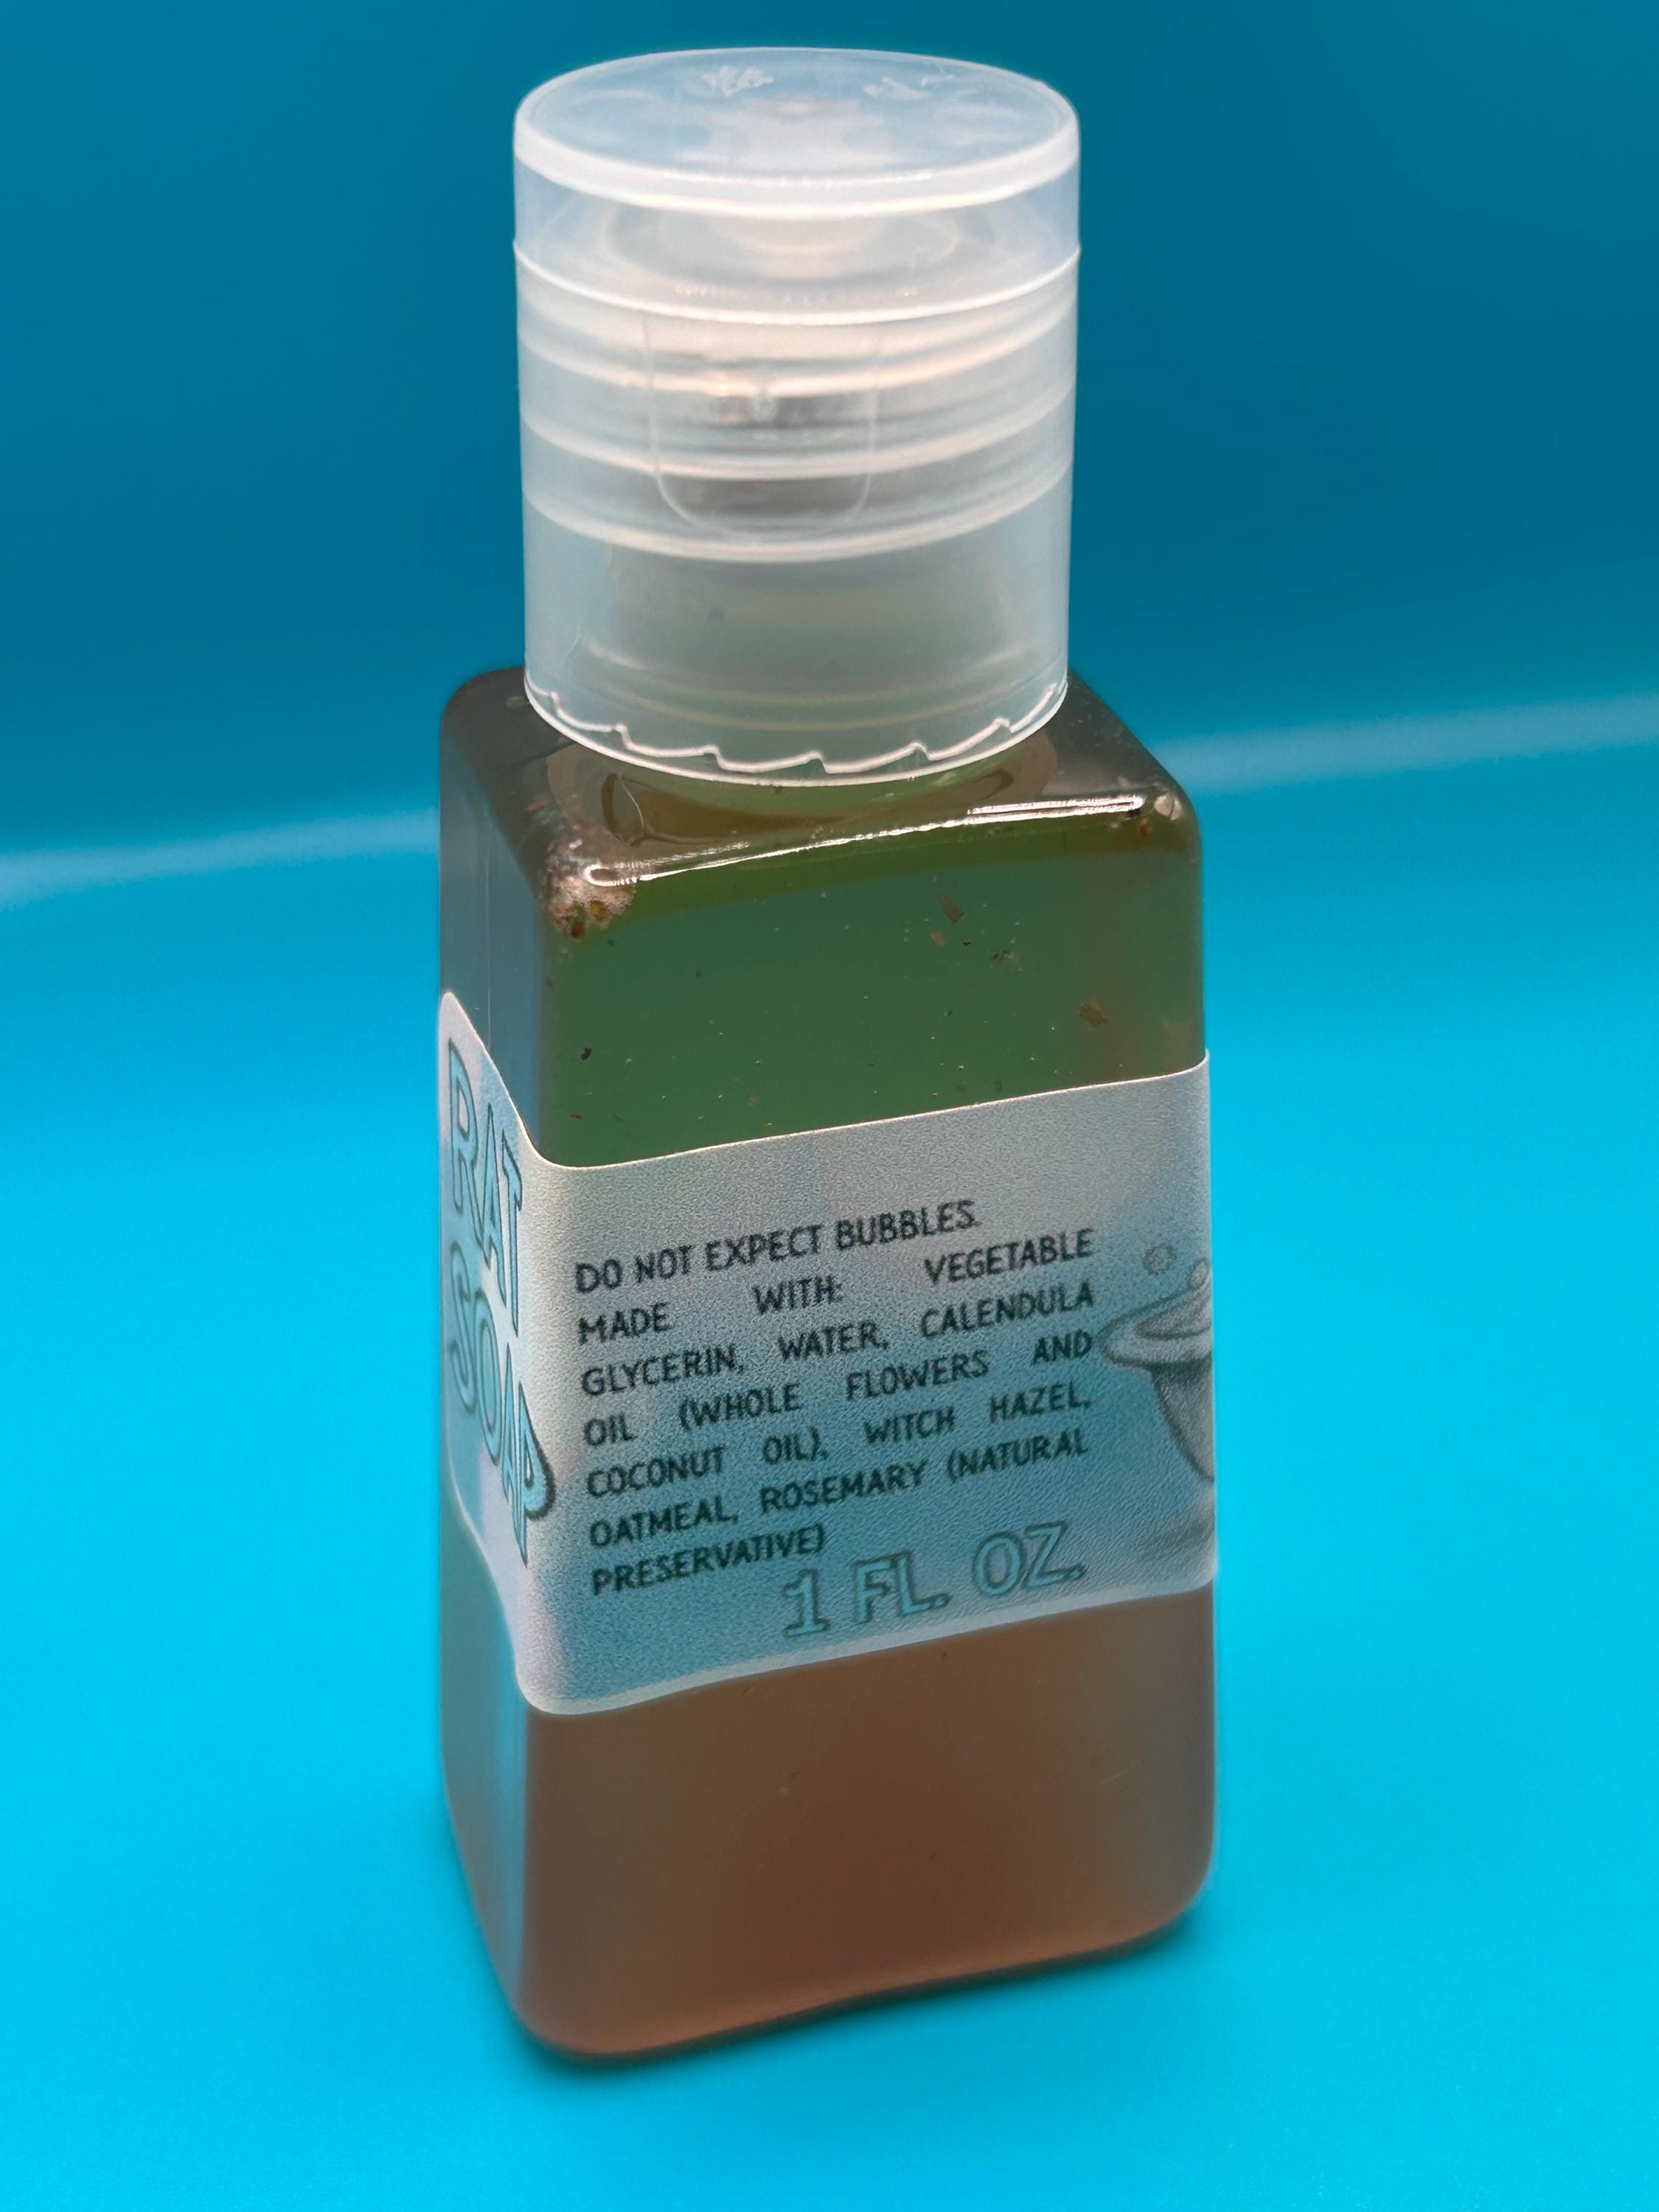 RAT
SOAP
DO NOT EXPECT BUBBLES.
MADE WITH: VEGETABLE
GLYCERIN, WATER, CALENDULA
OIL (WHOLE FLOWERS AND
COCONUT OIL), WITCH HAZEL,
OATMEAL, ROSEMARY (NATURAL
PRESERVATIVE)
1 FL. OZ.